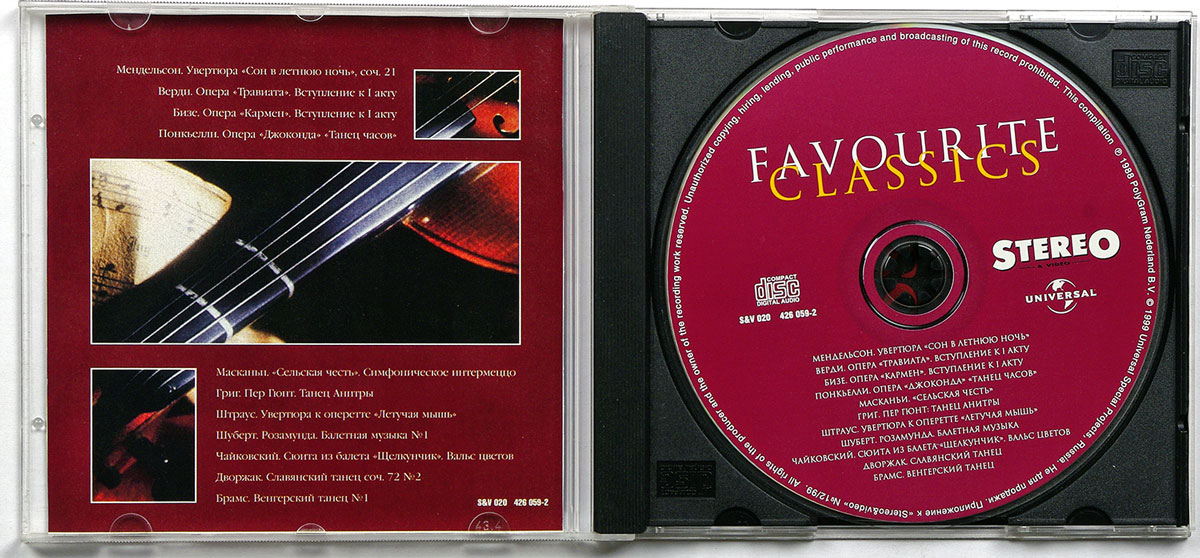 Мендельсон. Увертюра «Сон в летнюю ночь», соч. 21
Верди. Опера «Травиата». Вступление к I акту
Бизе. Опера «Кармен». Вступление к I акту
Понкьелли. Опера «Джоконда» «Танец часов»
Масканьи. «Сельская честь». Симфоническое интермеццо
Григ. Пер Гюнт. Танец Анитры
Штраус. Увертюра к оперетте «Летучая мышь»
Шуберт. Розамунда. Балетная музыка №1
Чайковский. Сюита из балета «Щелкунчик». Вальс цветов
Дворжак. Славянский танец соч. 72 №2
Брамс. Венгерский танец №1
S&V 020 426 059-2
43.4
All rights of the producer and the owner of the recording work reserved. Unauthorized copying, hiring, lending, public performance and broadcasting of this record prohibited. This compilation ℗ 1988 PolyGram Nederland B.V. © 1999 Universal Special Projects Russia. Не для продажи. Приложение к «Stereo&video» №12/99.
FAVOURITE
CLASSICS
STEREO
& VIDEO
COMPACT
disc
DIGITAL AUDIO
UNIVERSAL
S&V 020 426 059-2
МЕНДЕЛЬСОН. УВЕРТЮРА «СОН В ЛЕТНЮЮ НОЧЬ»
ВЕРДИ. ОПЕРА «ТРАВИАТА». ВСТУПЛЕНИЕ К I АКТУ
БИЗЕ. ОПЕРА «КАРМЕН». ВСТУПЛЕНИЕ К I АКТУ
ПОНКЬЕЛЛИ. ОПЕРА «ДЖОКОНДА» «ТАНЕЦ ЧАСОВ»
МАСКАНЬИ. «СЕЛЬСКАЯ ЧЕСТЬ»
ГРИГ. ПЕР ГЮНТ: ТАНЕЦ АНИТРЫ
ШТРАУС. УВЕРТЮРА К ОПЕРЕТТЕ «ЛЕТУЧАЯ МЫШЬ»
ШУБЕРТ. РОЗАМУНДА. БАЛЕТНАЯ МУЗЫКА
ЧАЙКОВСКИЙ. СЮИТА ИЗ БАЛЕТА «ЩЕЛКУНЧИК». ВАЛЬС ЦВЕТОВ
ДВОРЖАК. СЛАВЯНСКИЙ ТАНЕЦ
БРАМС. ВЕНГЕРСКИЙ ТАНЕЦ